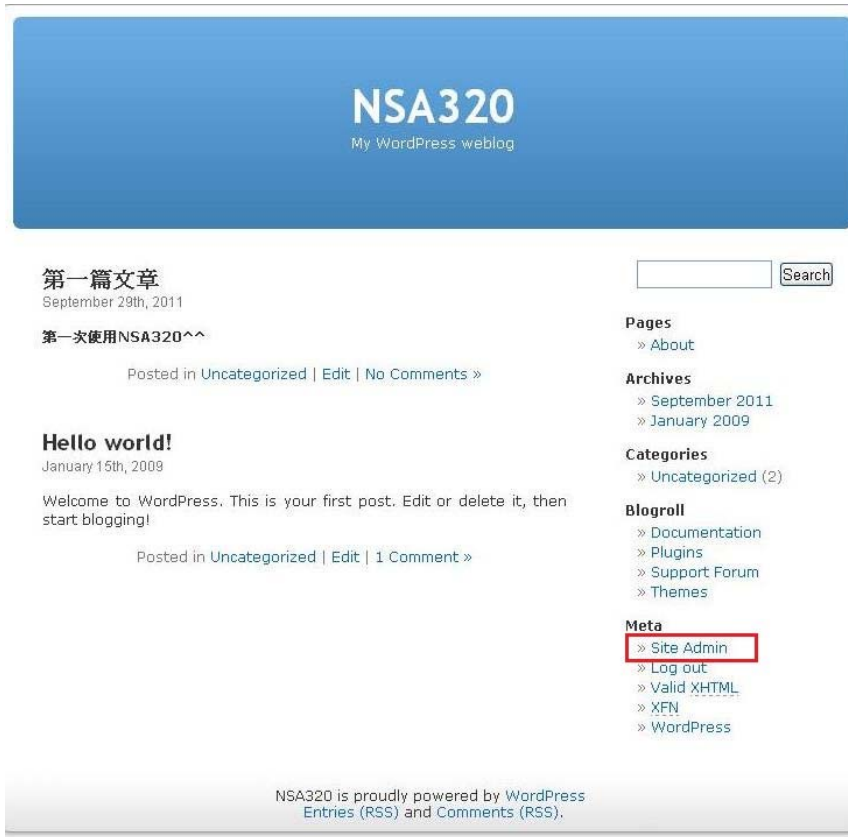 NSA320
My WordPress weblog
第一篇文章
September 29th, 2011
第一次使用NSA320^^
Posted in Uncategorized | Edit | No Comments »
Hello world!
January 15th, 2009
Welcome to WordPress. This is your first post. Edit or delete it, then
start blogging!
Posted in Uncategorized | Edit | 1 Comment »
Search
Pages
» About
Archives
» September 2011
» January 2009
Categories
» Uncategorized (2)
Blogroll
» Documentation
» Plugins
» Support Forum
» Themes
Meta
» Site Admin
» Log out
» Valid XHTML
» XFN
» WordPress
NSA320 is proudly powered by WordPress
Entries (RSS) and Comments (RSS).